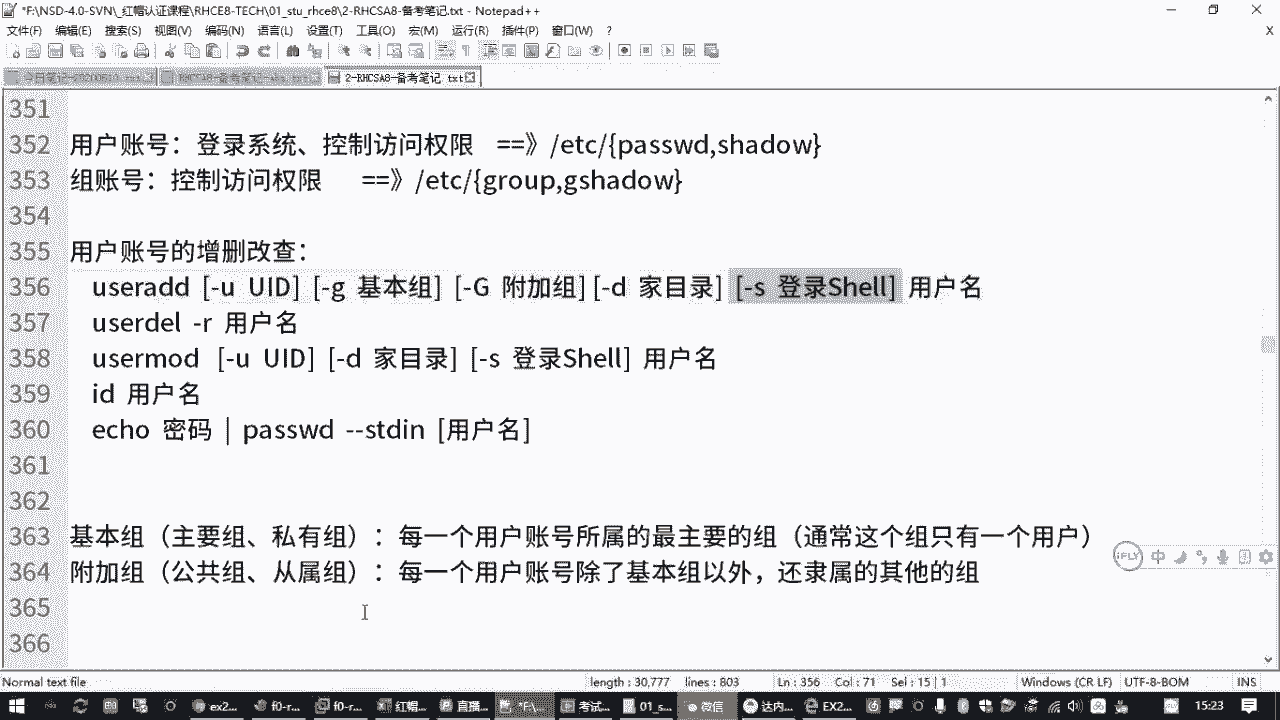 *F:\NSD-4.0-SVN\_红帽认证课程\RHCE8-TECH\01_stu_rhce8\2-RHCSA8-备考笔记.txt - Notepad++
文件(F) 编辑(E) 搜索(S) 视图(V) 编码(N) 语言(L) 设置(T) 工具(O) 宏(M) 运行(R) 插件(P) 窗口(W) ? X
2-RHCSA8-备考笔记.txt
351
352 用户账号：登录系统、控制访问权限 ==》/etc/{passwd,shadow}
353 组账号：控制访问权限 ==》/etc/{group,gshadow}
354
355 用户账号的增删改查：
356 useradd [-u UID] [-g 基本组] [-G 附加组] [-d 家目录] [-s 登录Shell] 用户名
357 userdel -r 用户名
358 usermod [-u UID] [-d 家目录] [-s 登录Shell] 用户名
359 id 用户名
360 echo 密码 | passwd --stdin [用户名]
361
362
363 基本组（主要组、私有组）：每一个用户账号所属的最主要的组（通常这个组只有一个用户）
364 附加组（公共组、从属组）：每一个用户账号除了基本组以外，还隶属的其他的组
365
366
iFLY 中
Normal text file length : 30,777 lines : 803 Ln : 356 Col : 71 Sel : 15 | 1 Windows (CR LF) UTF-8-BOM INS
ex2... f0-r... f0-r... 红帽... 直播... *F:\... 考试... 01_s... 微信 达内... EX2... 15:23